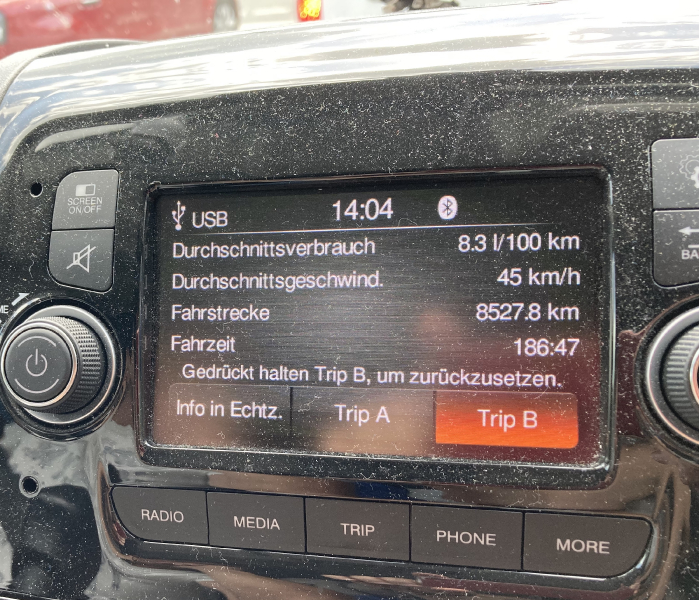 SCREEN
ON/OFF
USB 14:04
Durchschnittsverbrauch 8.3 l/100 km
Durchschnittsgeschwind. 45 km/h
Fahrstrecke 8527.8 km
Fahrzeit 186:47
Gedrückt halten Trip B, um zurückzusetzen.
Info in Echtz. Trip A Trip B
RADIO MEDIA TRIP PHONE MORE